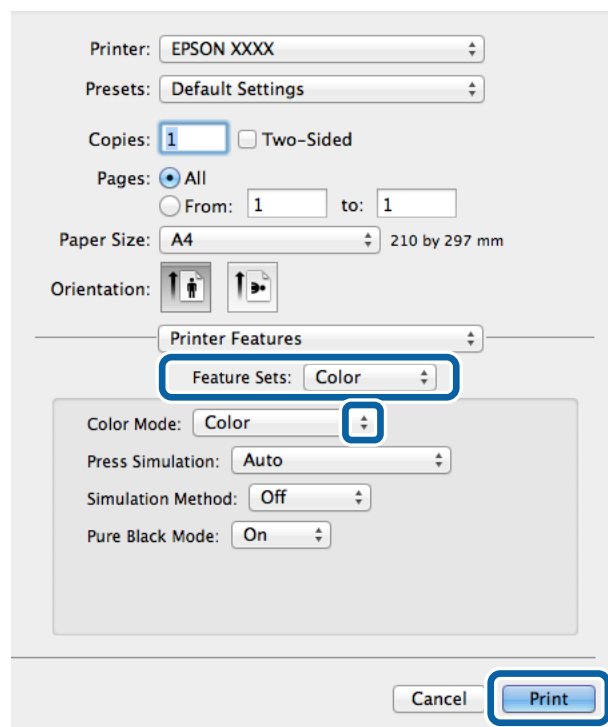 Printer: EPSON XXXX
Presets: Default Settings
Copies: 1 Two-Sided
Pages: All
From: 1 to: 1
Paper Size: A4 210 by 297 mm
Orientation:
Printer Features
Feature Sets: Color
Color Mode: Color
Press Simulation: Auto
Simulation Method: Off
Pure Black Mode: On
Cancel Print